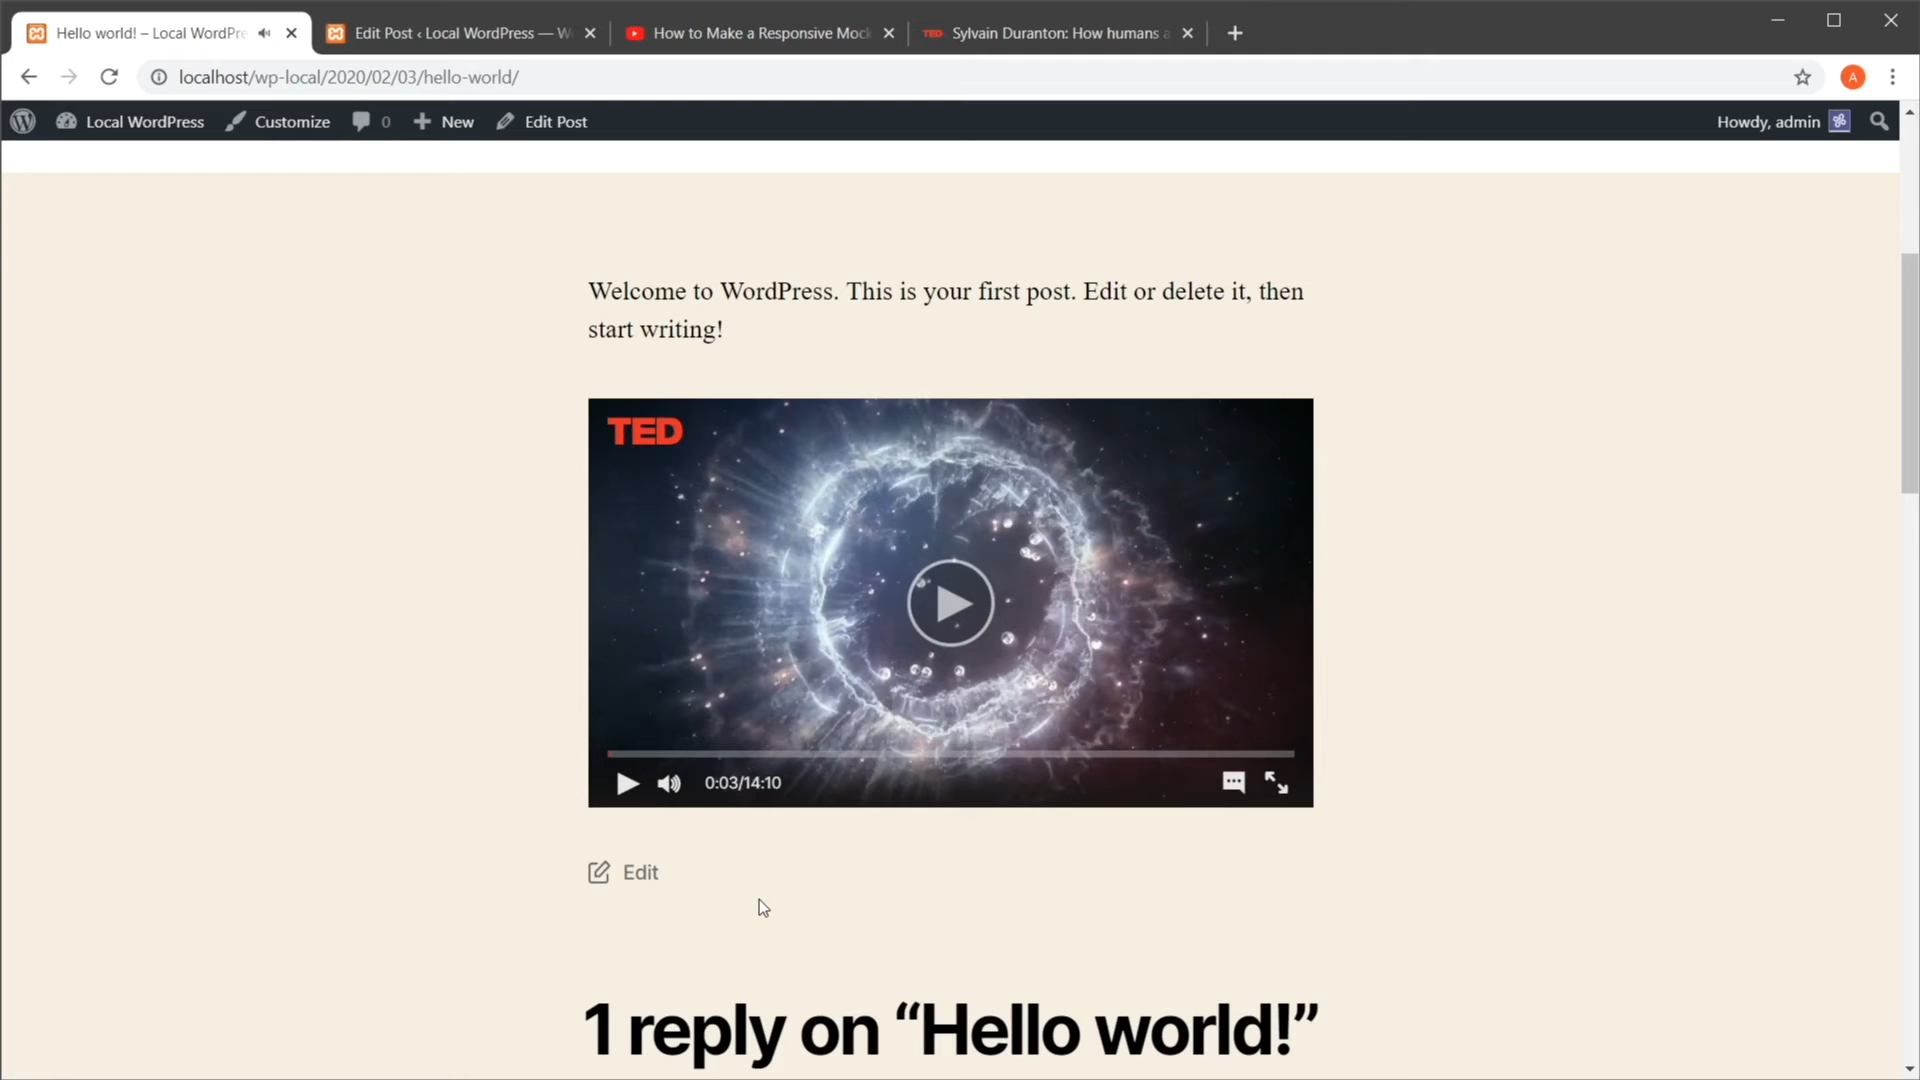 Hello world! – Local WordPre
Edit Post ‹ Local WordPress — W
How to Make a Responsive Mock
TED Sylvain Duranton: How humans a
localhost/wp-local/2020/02/03/hello-world/
A
Local WordPress Customize 0 New Edit Post Howdy, admin
Welcome to WordPress. This is your first post. Edit or delete it, then
start writing!
TED
0:03/14:10
Edit
1 reply on “Hello world!”